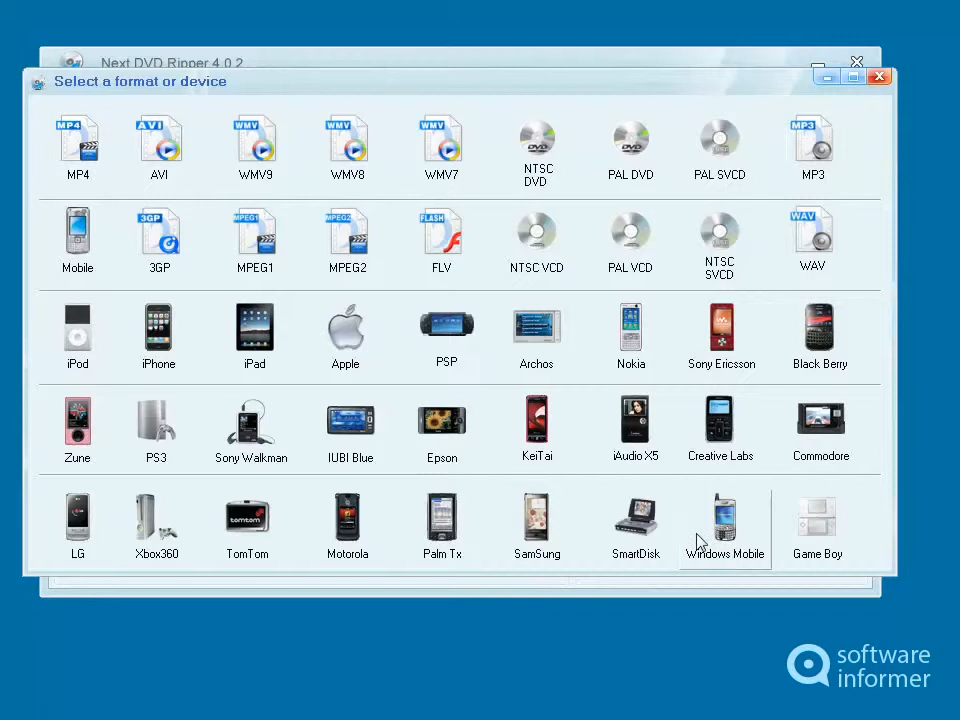 Next DVD Ripper 4.0.2
Select a format or device
MP4 AVI WMV WMV WMV DVD DVD MP3
MP4 AVI WMV9 WMV8 WMV7 NTSC DVD PAL DVD PAL SVCD MP3
3GP MPEG1 MPEG2 FLASH WAV
Mobile 3GP MPEG1 MPEG2 FLV NTSC VCD PAL VCD NTSC SVCD WAV
iPod iPhone iPad Apple PSP Archos Nokia Sony Ericsson Black Berry
Zune PS3 Sony Walkman IUBI Blue Epson KeiTai iAudio X5 Creative Labs Commodore
tomtom
LG Xbox360 TomTom Motorola Palm Tx SamSung SmartDisk Windows Mobile Game Boy
software
informer